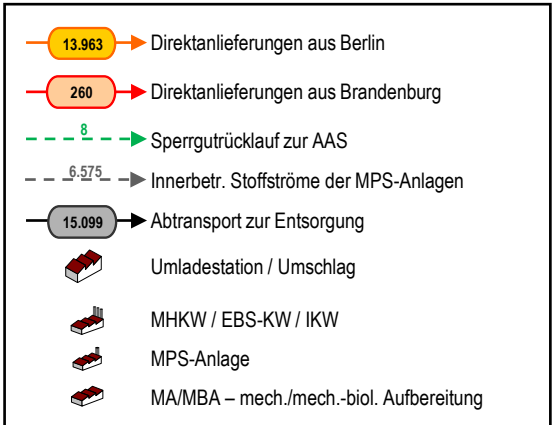 13.963 Direktanlieferungen aus Berlin
260 Direktanlieferungen aus Brandenburg
8 Sperrgutrücklauf zur AAS
6.575 Innerbetr. Stoffströme der MPS-Anlagen
15.099 Abtransport zur Entsorgung
Umladestation / Umschlag
MHKW / EBS-KW / IKW
MPS-Anlage
MA/MBA – mech./mech.-biol. Aufbereitung